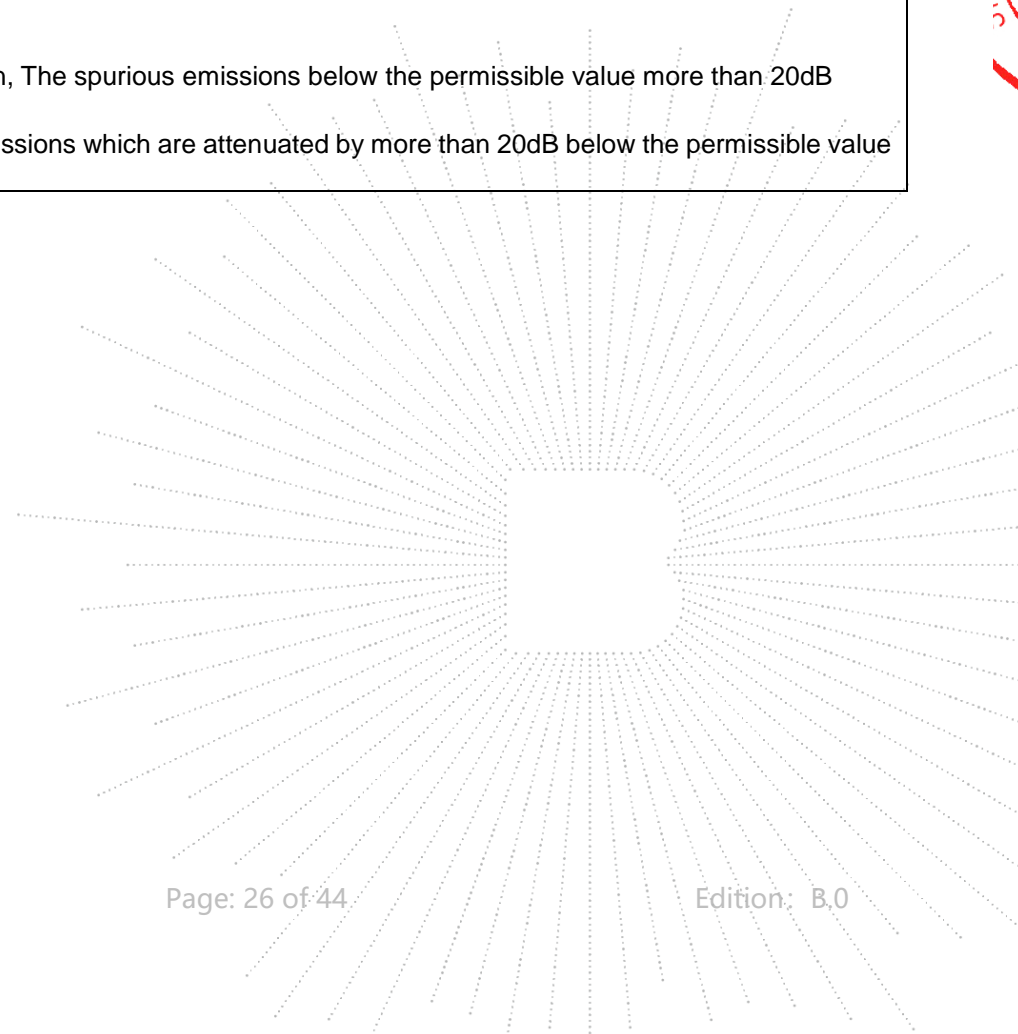 , The spurious emissions below the permissible value more than 20dB
ssions which are attenuated by more than 20dB below the permissible value
Page: 26 of 44
Edition: B.0